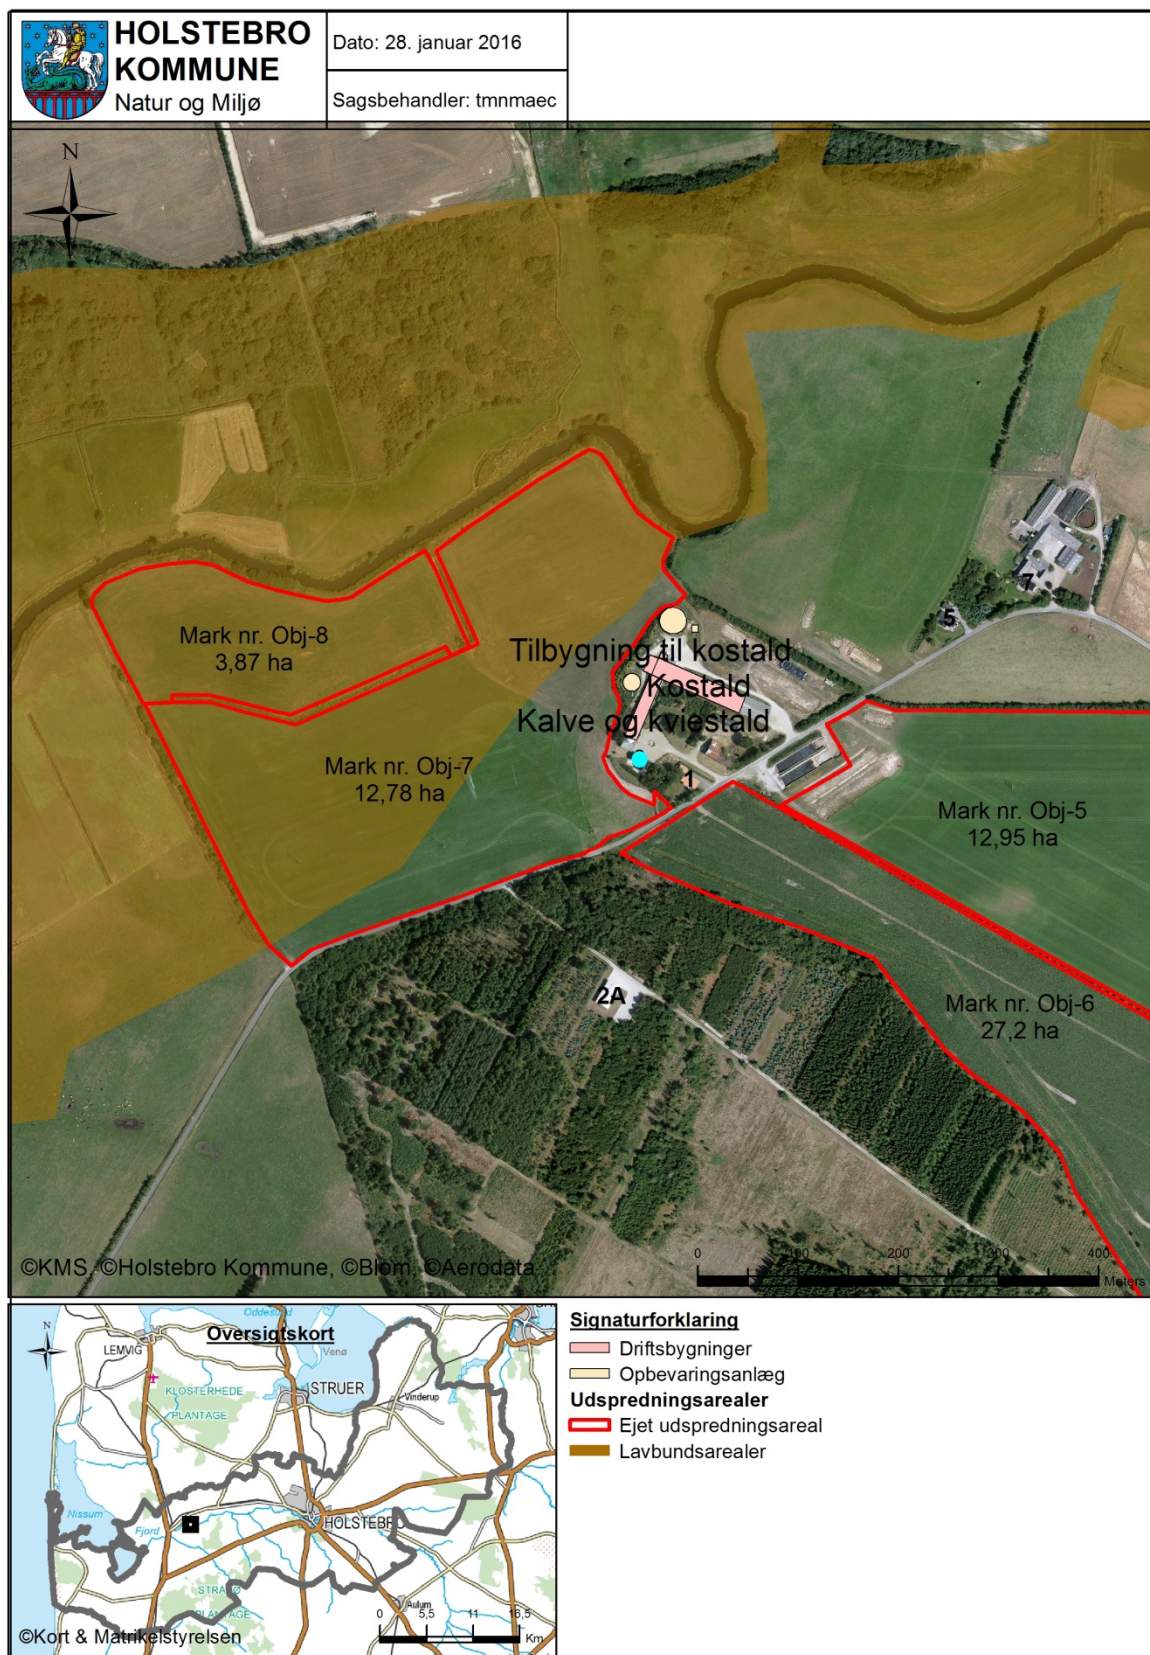 HOLSTEBRO
KOMMUNE
Natur og Miljø
Dato: 28. januar 2016
Sagsbehandler: tmnmaec
N
Mark nr. Obj-8
3,87 ha
Tilbygning til kostald
Kostald
Kalve og kviestald
Mark nr. Obj-7
12,78 ha
1
5
7
Mark nr. Obj-5
12,95 ha
2A
Mark nr. Obj-6
27,2 ha
0 100 200 300 400
Meters
©KMS, ©Holstebro Kommune, ©Blom, ©Aerodata
N
Oversigtskort
Oddesund
LEMVIG
Venø
KLOSTERHEDE
PLANTAGE
STRUER
Vinderup
Nissum
Fjord
HOLSTEBRO
PLANTAGE
Aulum
0 5,5 11 16,5
Km
©Kort & Matrikelstyrelsen
Signaturforklaring
Driftsbygninger
Opbevaringsanlæg
Udspredningsarealer
Ejet udspredningsareal
Lavbundsarealer